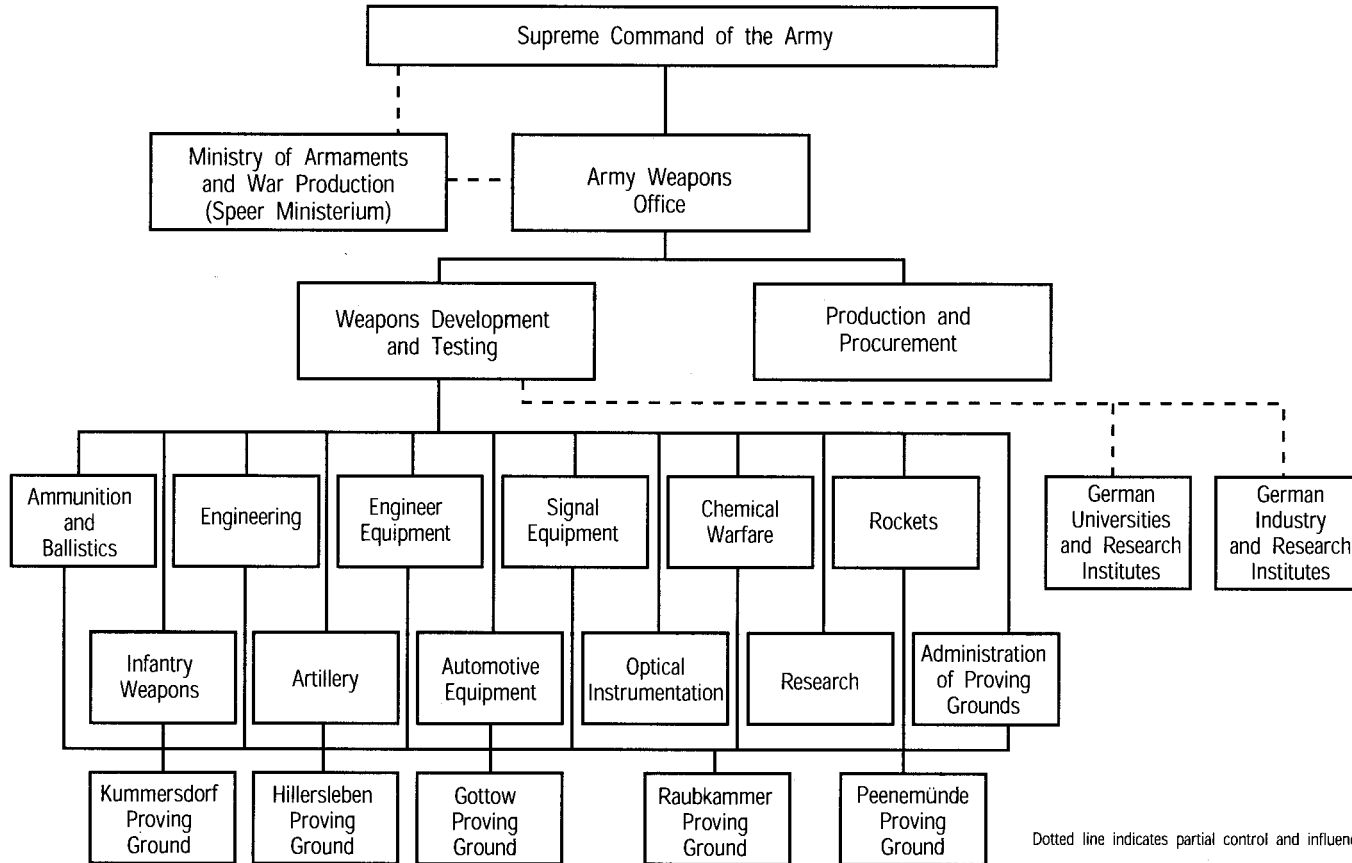 Supreme Command of the Army
Ministry of Armaments
and War Production
(Speer Ministerium)
Army Weapons
Office
Weapons Development
and Testing
Production and
Procurement
Ammunition
and
Ballistics
Engineering
Engineer
Equipment
Signal
Equipment
Chemical
Warfare
Rockets
German
Universities
and Research
Institutes
German
Industry
and Research
Institutes
Infantry
Weapons
Artillery
Automotive
Equipment
Optical
Instrumentation
Research
Administration
of Proving
Grounds
Kummersdorf
Proving
Ground
Hillersleben
Proving
Ground
Gottow
Proving
Ground
Raubkammer
Proving
Ground
Peenemünde
Proving
Ground
Dotted line indicates partial control and influen